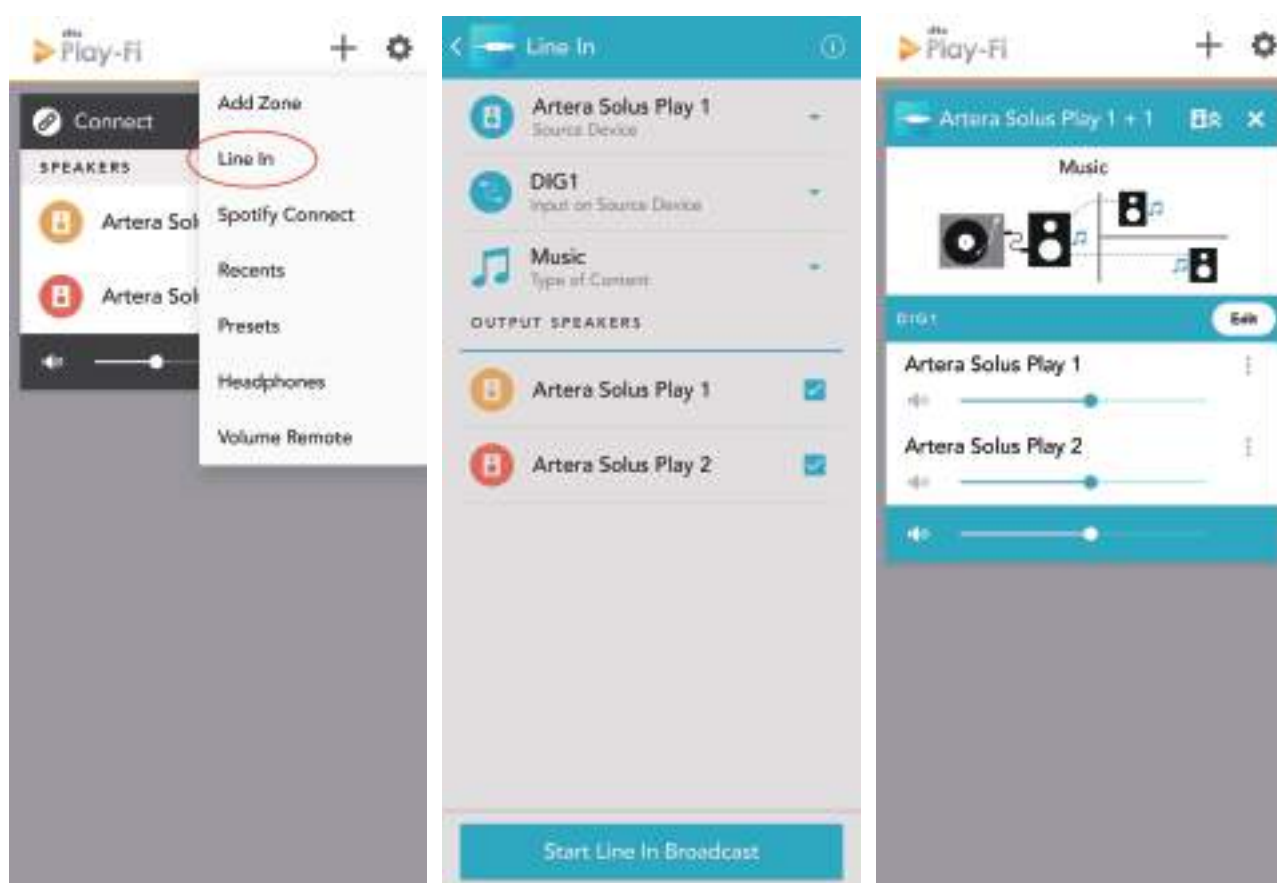 dts
Play-Fi
Add Zone
Connect
Line In
SPEAKERS
Spotify Connect
Artera Sol
Recents
Artera Sol
Presets
Headphones
Volume Remote
Line In
Artera Solus Play 1
Source Device
DIG1
Input on Source Device
Music
Type of Content
OUTPUT SPEAKERS
Artera Solus Play 1
Artera Solus Play 2
Start Line In Broadcast
dts
Play-Fi
Artera Solus Play 1 + 1
Music
DIG1
Edit
Artera Solus Play 1
Artera Solus Play 2